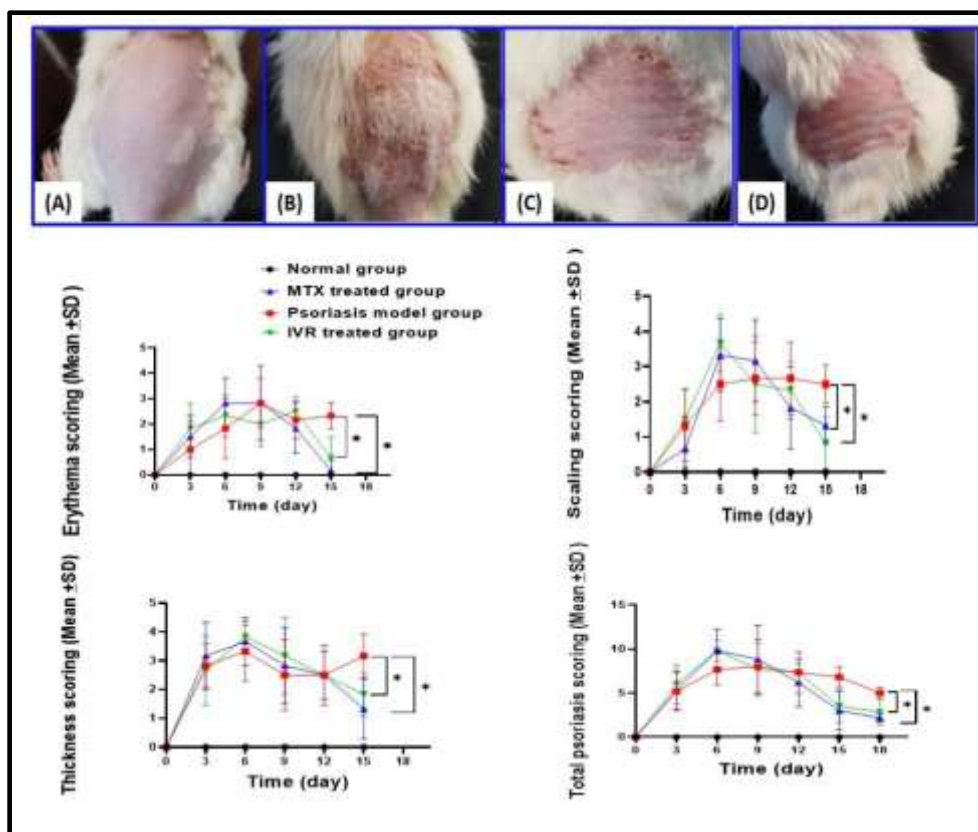 (A)
(B)
(C)
(D)
Normal group
MTX treated group
Psoriasis model group
IVR treated group
Erythema scoring (Mean ±SD)
5
4
3
2
1
0
0 3 6 9 12 15 18
Time (day)
*
*
Scaling scoring (Mean ±SD )
5
4
3
2
1
0
0 3 6 9 12 15 18
Time (day)
*
*
Thickness scoring (Mean ±SD)
5
4
3
2
1
0
0 3 6 9 12 15 18
Time (day)
*
*
Total psoriasis scoring (Mean ±SD )
15
10
5
0
0 3 6 9 12 15 18
Time (day)
*
*